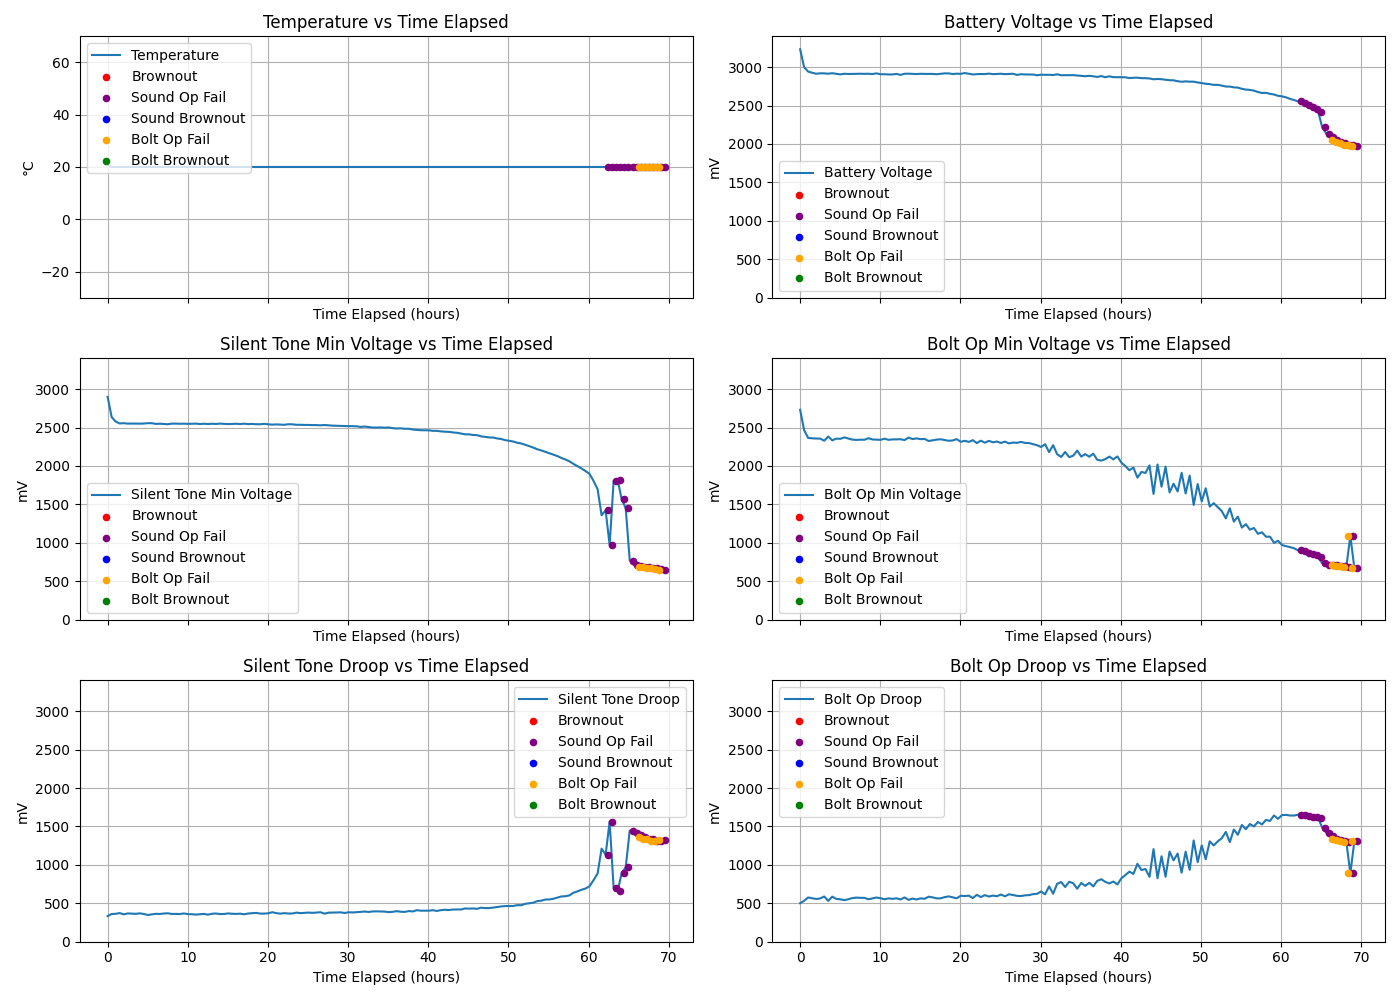 Temperature vs Time Elapsed
60
40
20
0
−20
°C
Temperature
Brownout
Sound Op Fail
Sound Brownout
Bolt Op Fail
Bolt Brownout
Time Elapsed (hours)
Battery Voltage vs Time Elapsed
3000
2500
2000
1500
1000
500
0
mV
Battery Voltage
Brownout
Sound Op Fail
Sound Brownout
Bolt Op Fail
Bolt Brownout
Time Elapsed (hours)
Silent Tone Min Voltage vs Time Elapsed
3000
2500
2000
1500
1000
500
0
mV
Silent Tone Min Voltage
Brownout
Sound Op Fail
Sound Brownout
Bolt Op Fail
Bolt Brownout
Time Elapsed (hours)
Bolt Op Min Voltage vs Time Elapsed
3000
2500
2000
1500
1000
500
0
mV
Bolt Op Min Voltage
Brownout
Sound Op Fail
Sound Brownout
Bolt Op Fail
Bolt Brownout
Time Elapsed (hours)
Silent Tone Droop vs Time Elapsed
3000
2500
2000
1500
1000
500
0
mV
Silent Tone Droop
Brownout
Sound Op Fail
Sound Brownout
Bolt Op Fail
Bolt Brownout
0 10 20 30 40 50 60 70
Time Elapsed (hours)
Bolt Op Droop vs Time Elapsed
3000
2500
2000
1500
1000
500
0
mV
Bolt Op Droop
Brownout
Sound Op Fail
Sound Brownout
Bolt Op Fail
Bolt Brownout
0 10 20 30 40 50 60 70
Time Elapsed (hours)